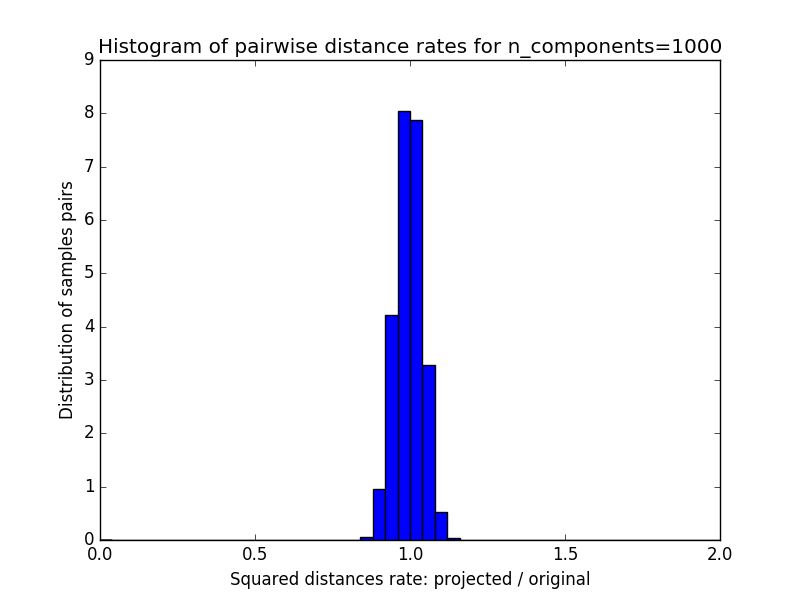 Histogram of pairwise distance rates for n_components=1000
9
8
7
6
5
4
3
2
1
0
Distribution of samples pairs
0.0 0.5 1.0 1.5 2.0
Squared distances rate: projected / original